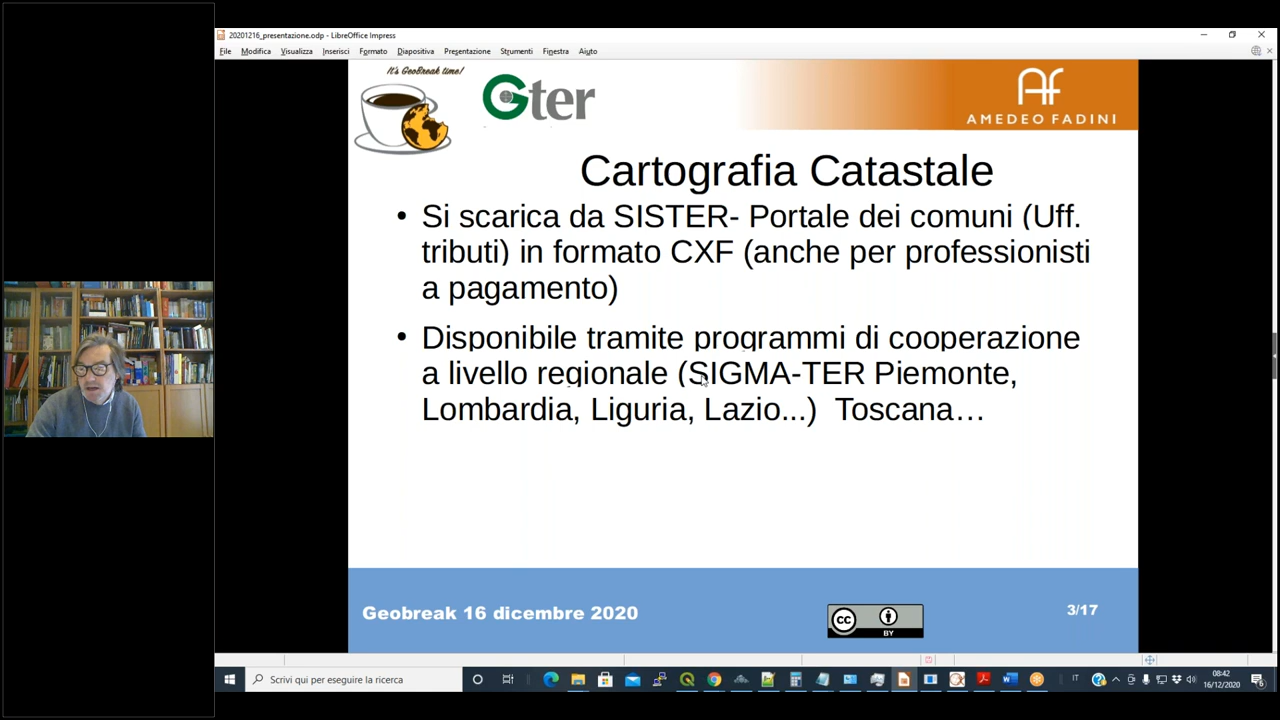 20201216_presentazione.odp - LibreOffice Impress
File Modifica Visualizza Inserisci Formato Diapositiva Presentazione Strumenti Finestra Aiuto
It's GeoBreak time!
Gter
AF
AMEDEO FADINI
Cartografia Catastale
• Si scarica da SISTER- Portale dei comuni (Uff.
tributi) in formato CXF (anche per professionisti
a pagamento)
• Disponibile tramite programmi di cooperazione
a livello regionale (SIGMA-TER Piemonte,
Lombardia, Liguria, Lazio...) Toscana…
Geobreak 16 dicembre 2020
cc
BY
3/17
Scrivi qui per eseguire la ricerca
IT
08:42
16/12/2020